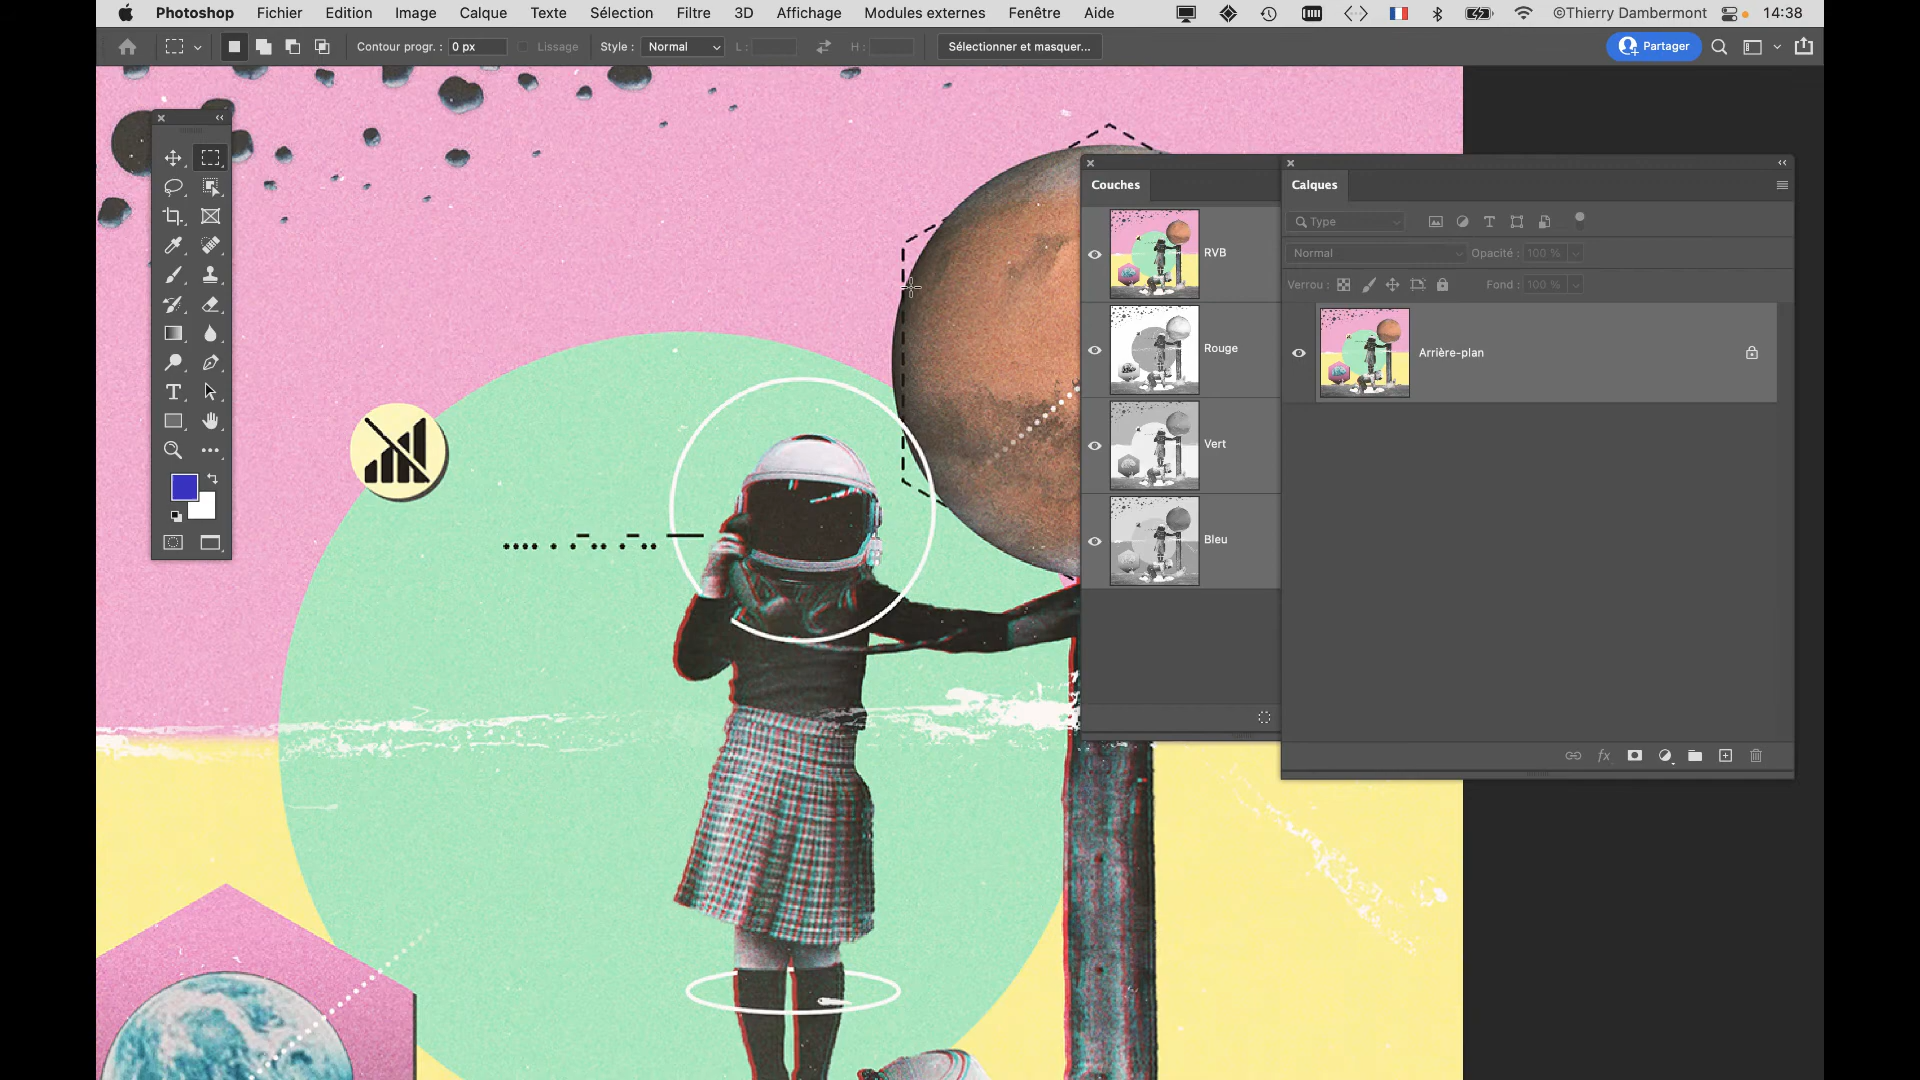 Photoshop Fichier Edition Image Calque Texte Sélection Filtre 3D Affichage Modules externes Fenêtre Aide ©Thierry Dambermont 14:38
Contour progr. : 0 px Lissage Style : Normal L : H : Sélectionner et masquer... Partager
Couches
RVB
Rouge
Vert
Bleu
Calques
Type
Normal Opacité : 100 %
Verrou : Fond : 100 %
Arrière-plan